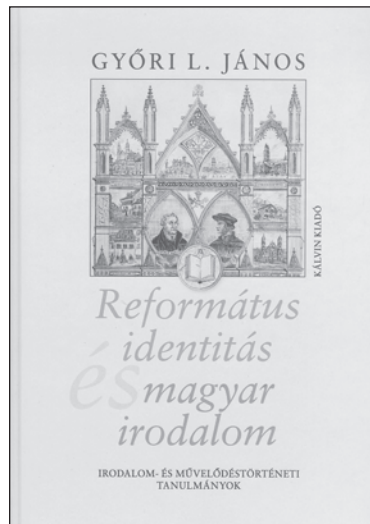 GYŐRI L. JÁNOS
KÁLVIN KIADÓ
Református
identitás
és magyar
irodalom
IRODALOM- ÉS MŰVELŐDÉSTÖRTÉNETI
TANULMÁNYOK